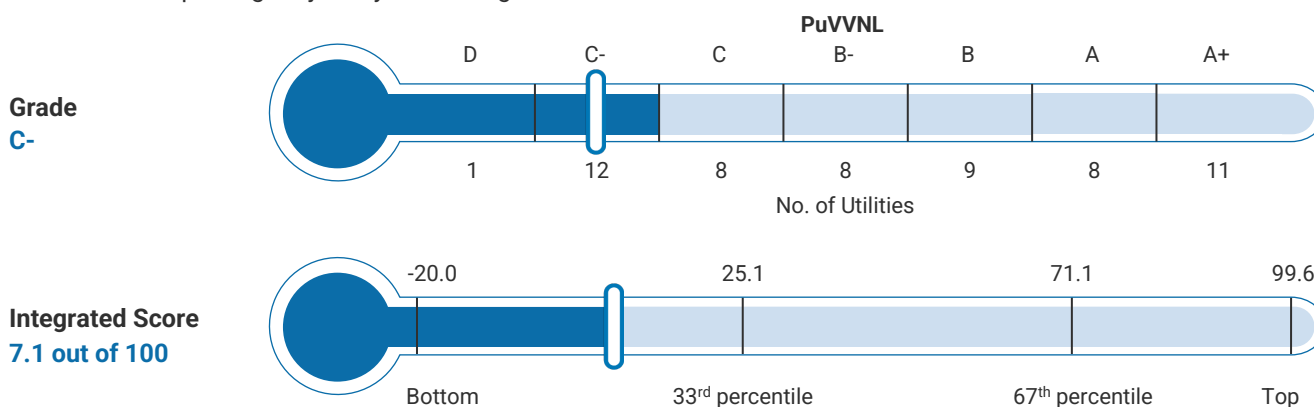 PuVVNL
D C- C B- B A A+
Grade
C-
1 12 8 8 9 8 11
No. of Utilities
-20.0 25.1 71.1 99.6
Integrated Score
7.1 out of 100
Bottom 33rd percentile 67th percentile Top